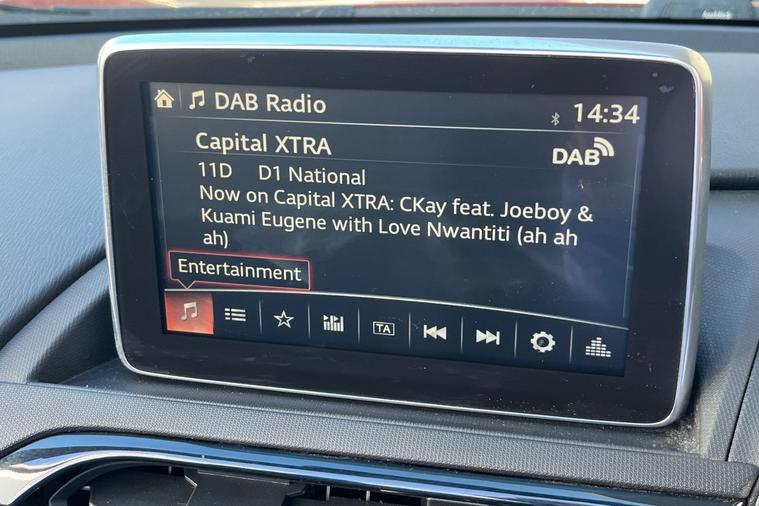 DAB Radio
14:34
Capital XTRA
DAB
11D D1 National
Now on Capital XTRA: CKay feat. Joeboy &
Kuami Eugene with Love Nwantiti (ah ah
ah)
Entertainment
TA